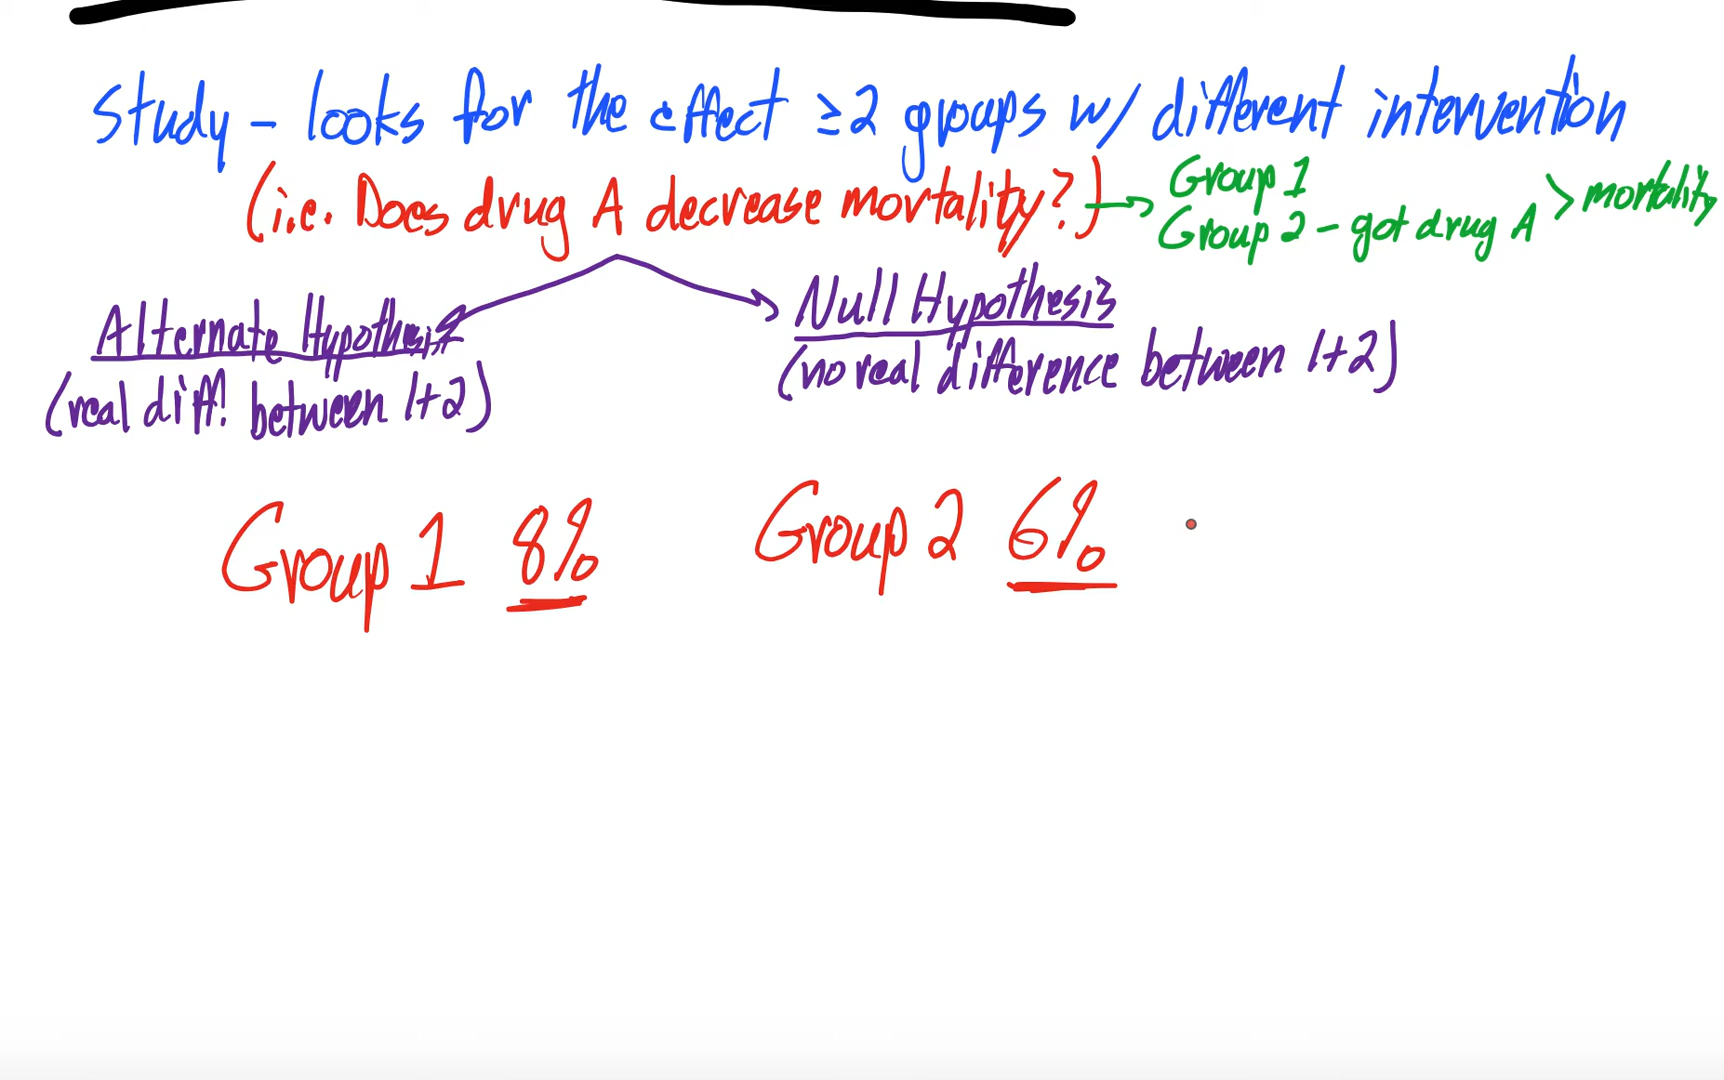 Study - looks for the effect ≥2 groups w/ different intervention
(i.e. Does drug A decrease mortality?) → Group 1
Group 2 - got drug A > mortality
Alternate Hypothesis
(real diff! between 1+2)
Null Hypothesis
(no real difference between 1+2)
Group 1 8%
Group 2 6%